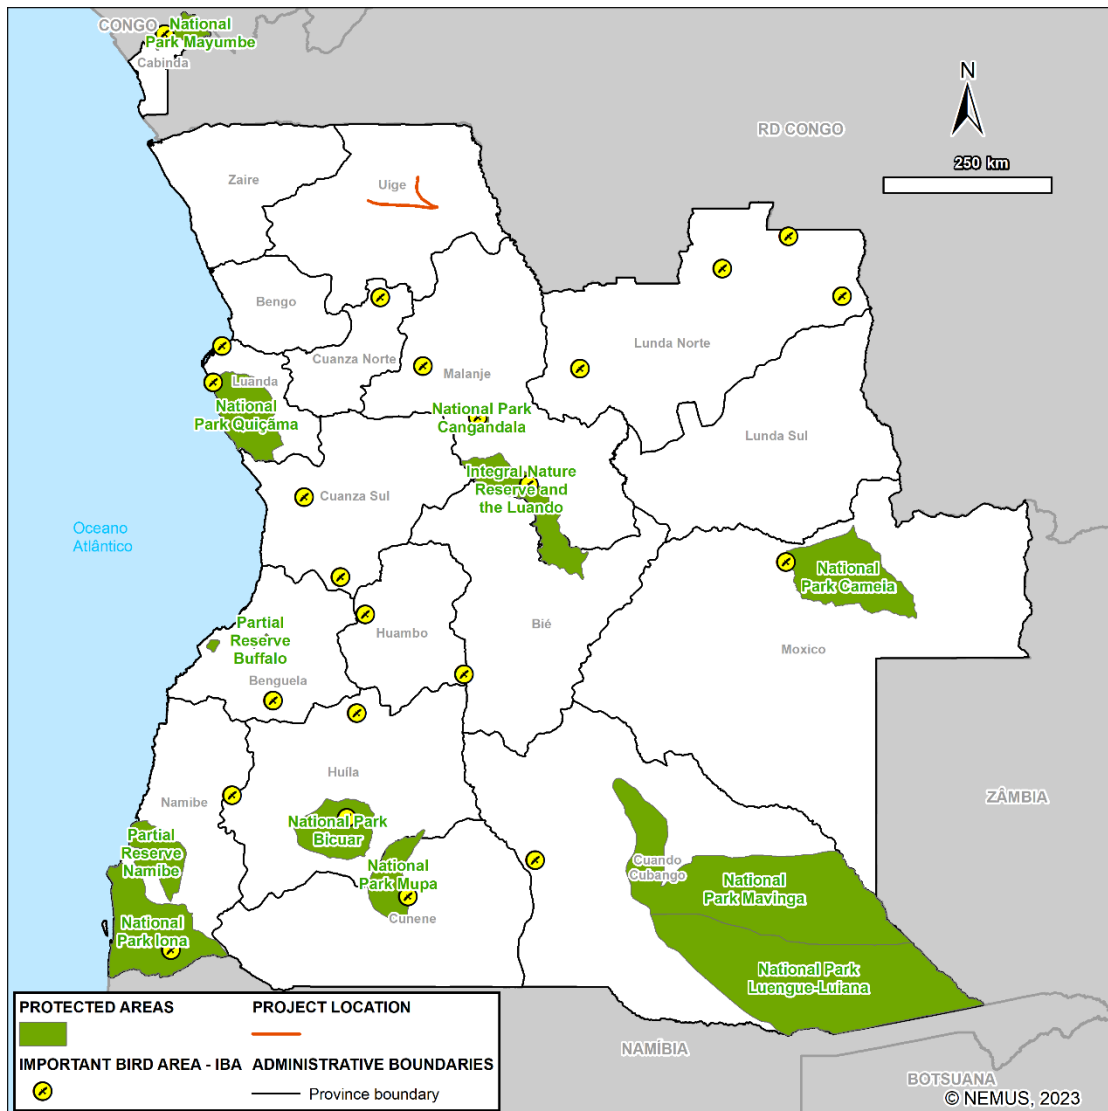 CONGO
National
Park Mayumbe
Cabinda
N
RD CONGO
250 km
Zaire
Uige
Bengo
Cuanza Norte
Lunda Norte
Malanje
Luanda
National
Park Quiçãma
National Park
Cangandala
Lunda Sul
Integral Nature
Reserve and
the Luando
Cuanza Sul
Oceano
Atlântico
National
Park Cameia
Partial
Reserve
Buffalo
Huambo
Bié
Moxico
Benguela
Huíla
Namibe
ZÂMBIA
National Park
Bicuar
Partial
Reserve
Namibe
National
Park Mupa
Cuando
Cubango
National
Park Mavinga
Cunene
National
Park Iona
National Park
Luengue-Luiana
PROTECTED AREAS
PROJECT LOCATION
IMPORTANT BIRD AREA - IBA
ADMINISTRATIVE BOUNDARIES
Province boundary
NAMÍBIA
BOTSUANA
© NEMUS, 2023